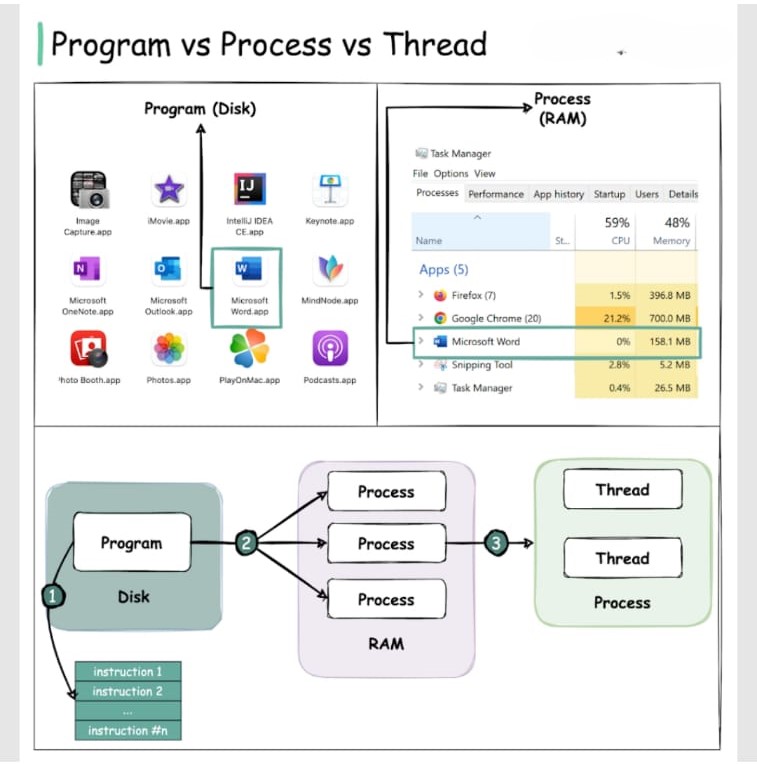 Program vs Process vs Thread
Program (Disk)
Image
Capture.app
iMovie.app
IJ
IntelliJ IDEA
CE.app
Keynote.app
N
Microsoft
OneNote.app
O
Microsoft
Outlook.app
W
Microsoft
Word.app
MindNode.app
hoto Booth.app
Photos.app
PlayOnMac.app
Podcasts.app
Process
(RAM)
Task Manager
File Options View
Processes Performance App history Startup Users Details
59% 48%
Name St... CPU Memory
Apps (5)
Firefox (7) 1.5% 396.8 MB
Google Chrome (20) 21.2% 700.0 MB
Microsoft Word 0% 158.1 MB
Snipping Tool 2.8% 5.2 MB
Task Manager 0.4% 26.5 MB
Program
Disk
1
instruction 1
instruction 2
...
instruction #n
2
Process
Process
Process
RAM
3
Thread
Thread
Process